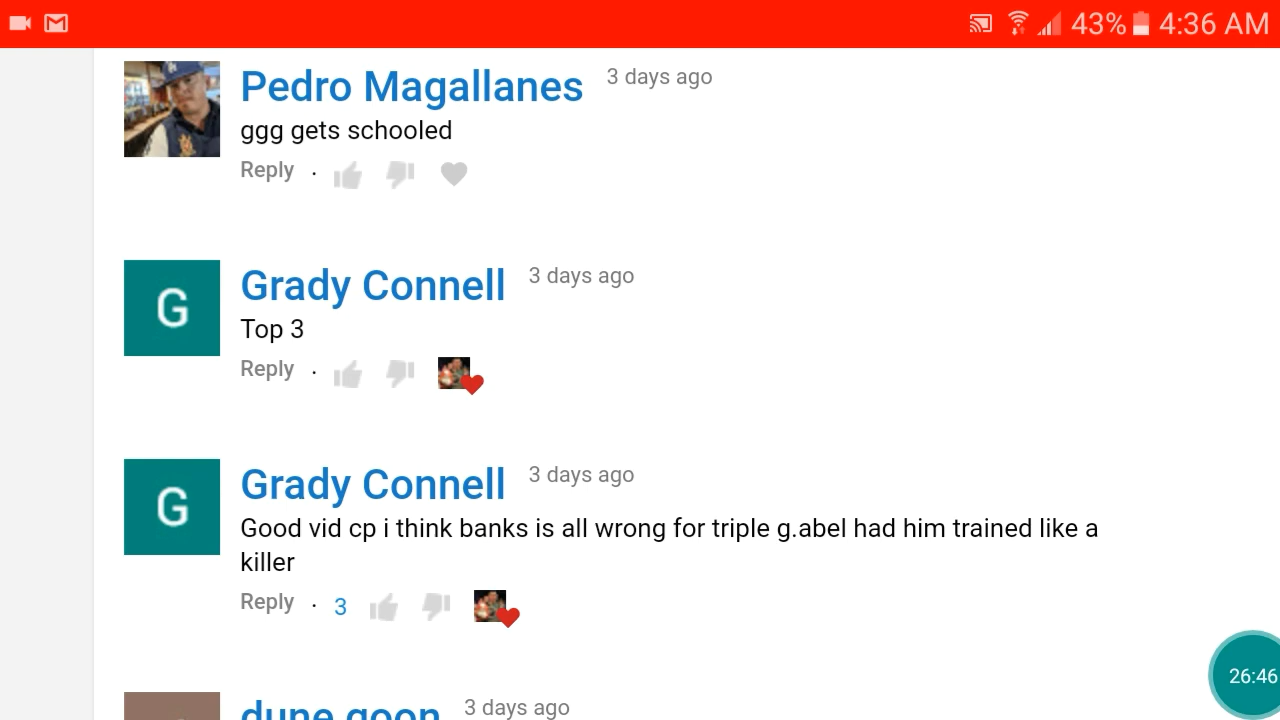 43% 4:36 AM
Pedro Magallanes 3 days ago
ggg gets schooled
Reply .
G
Grady Connell 3 days ago
Top 3
Reply .
G
Grady Connell 3 days ago
Good vid cp i think banks is all wrong for triple g.abel had him trained like a
killer
Reply . 3
26:46
dune goon 3 days ago